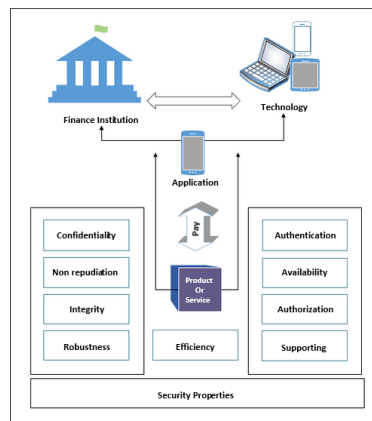 Finance Institution
Technology
Application
Pay
Product
Or
Service
Confidentiality
Non repudiation
Integrity
Robustness
Efficiency
Authentication
Availability
Authorization
Supporting
Security Properties